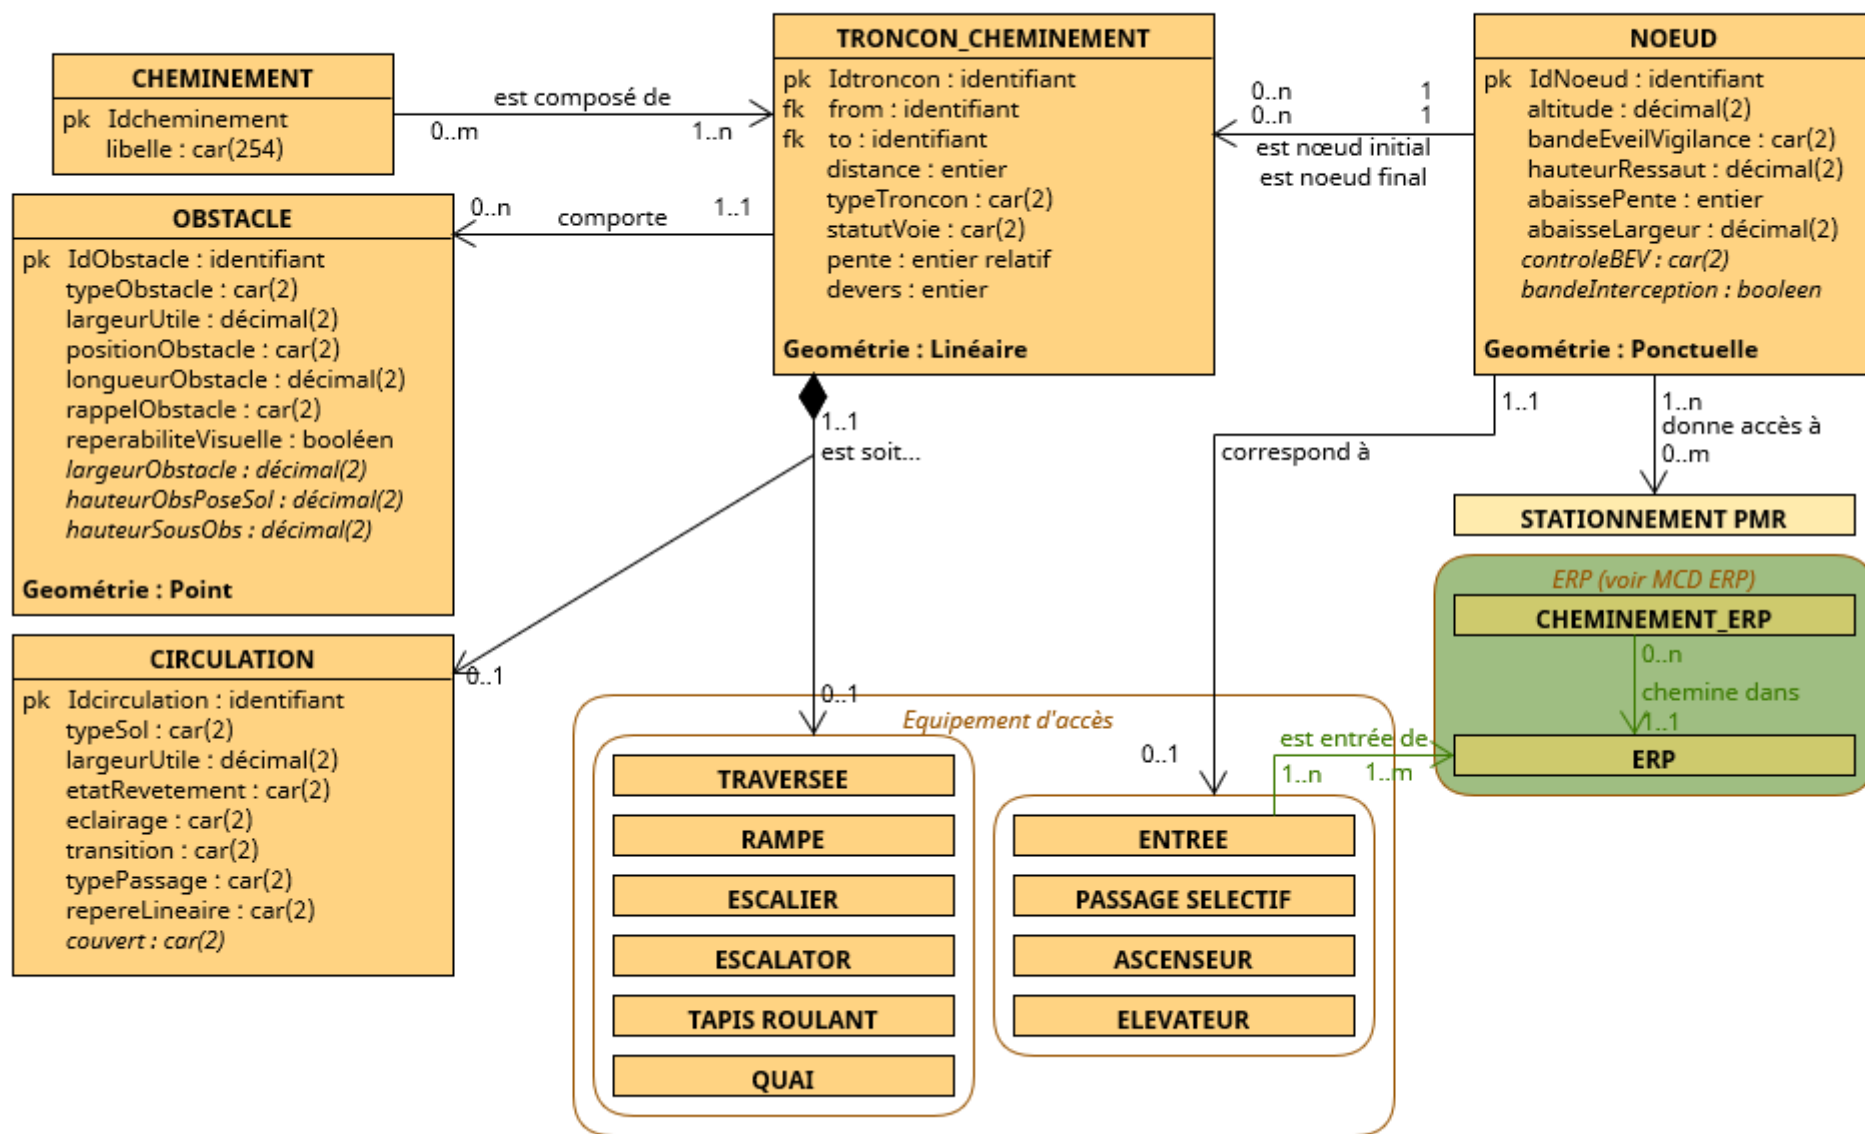 CHEMINEMENT
pk Idcheminement
libelle : car(254)
est composé de
0..m
1..n
TRONCON_CHEMINEMENT
pk Idtroncon : identifiant
fk from : identifiant
fk to : identifiant
distance : entier
typeTroncon : car(2)
statutVoie : car(2)
pente : entier relatif
devers : entier
Geométrie : Linéaire
0..n 1
0..n 1
est nœud initial
est noeud final
NOEUD
pk IdNoeud : identifiant
altitude : décimal(2)
bandeEveilVigilance : car(2)
hauteurRessaut : décimal(2)
abaissePente : entier
abaisseLargeur : décimal(2)
controleBEV : car(2)
bandeInterception : booleen
Geométrie : Ponctuelle
OBSTACLE
pk IdObstacle : identifiant
typeObstacle : car(2)
largeurUtile : décimal(2)
positionObstacle : car(2)
longueurObstacle : décimal(2)
rappelObstacle : car(2)
reperabiliteVisuelle : booléen
largeurObstacle : décimal(2)
hauteurObsPoseSol : décimal(2)
hauteurSousObs : décimal(2)
Geométrie : Point
0..n
comporte
1..1
1..1
est soit...
0..1
0..1
1..1
correspond à
0..1
1..n
donne accès à
0..m
STATIONNEMENT PMR
ERP (voir MCD ERP)
CHEMINEMENT_ERP
0..n
chemine dans
1..1
ERP
CIRCULATION
pk Idcirculation : identifiant
typeSol : car(2)
largeurUtile : décimal(2)
etatRevetement : car(2)
eclairage : car(2)
transition : car(2)
typePassage : car(2)
repereLineaire : car(2)
couvert : car(2)
Equipement d'accès
TRAVERSEE
RAMPE
ESCALIER
ESCALATOR
TAPIS ROULANT
QUAI
est entrée de
1..n
1..m
ENTREE
PASSAGE SELECTIF
ASCENSEUR
ELEVATEUR